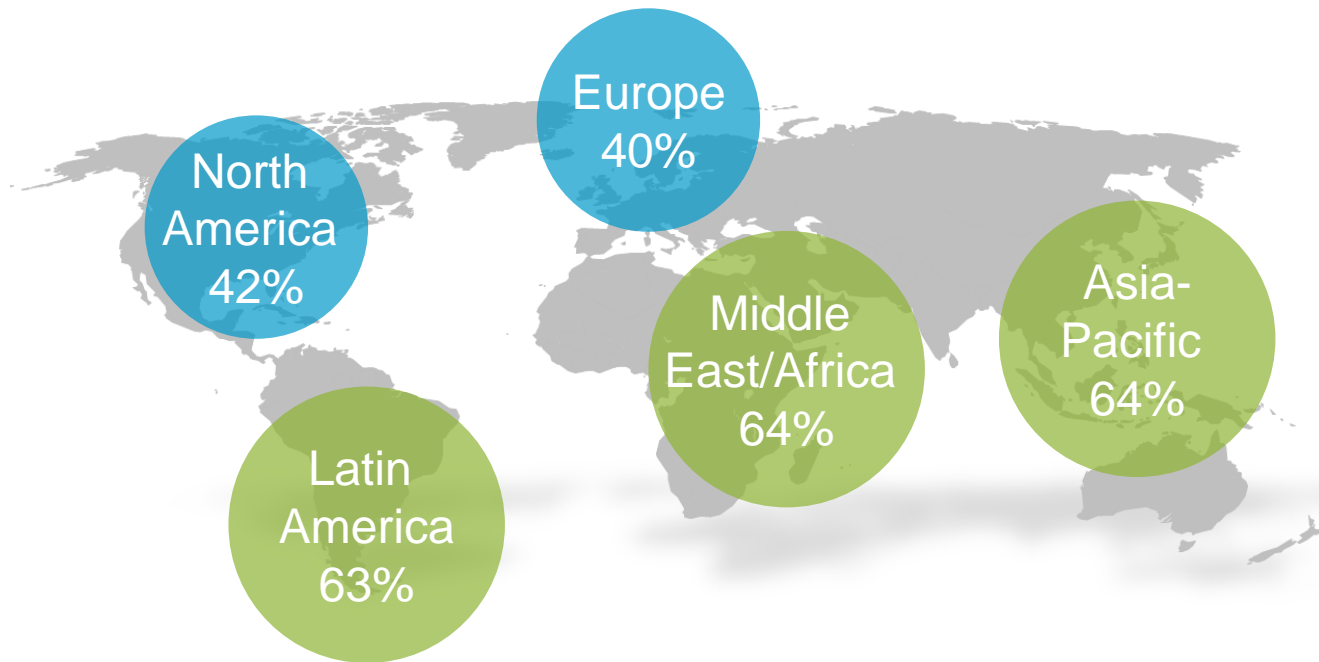 Europe
40%
North
America
42%
Middle
East/Africa
64%
Asia-
Pacific
64%
Latin
America
63%